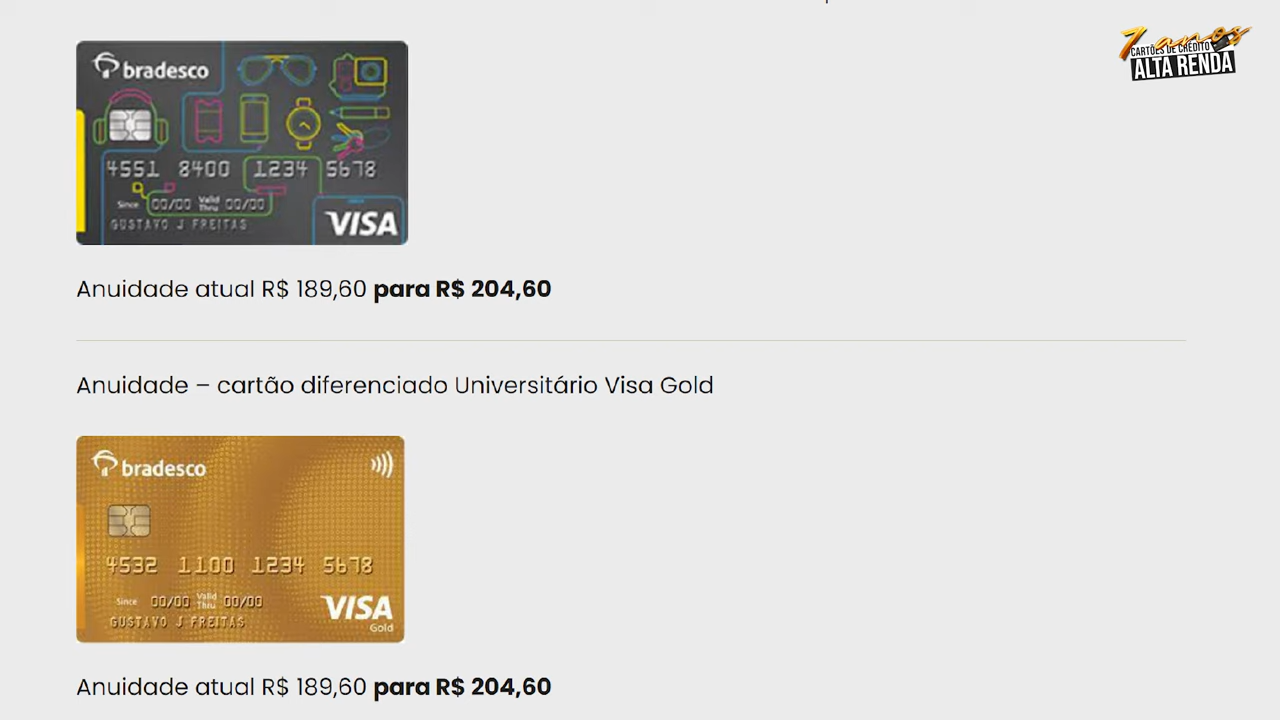 7 anos
CARTÕES DE CRÉDITO
ALTA RENDA
bradesco
4551 8400 1234 5678
Since 00/00 Valid Thru 00/00
GUSTAVO J FREITAS
VISA
Anuidade atual R$ 189,60 para R$ 204,60
Anuidade – cartão diferenciado Universitário Visa Gold
bradesco
4532 1100 1234 5678
Since 00/00 Valid Thru 00/00
GUSTAVO J FREITAS
VISA
Gold
Anuidade atual R$ 189,60 para R$ 204,60